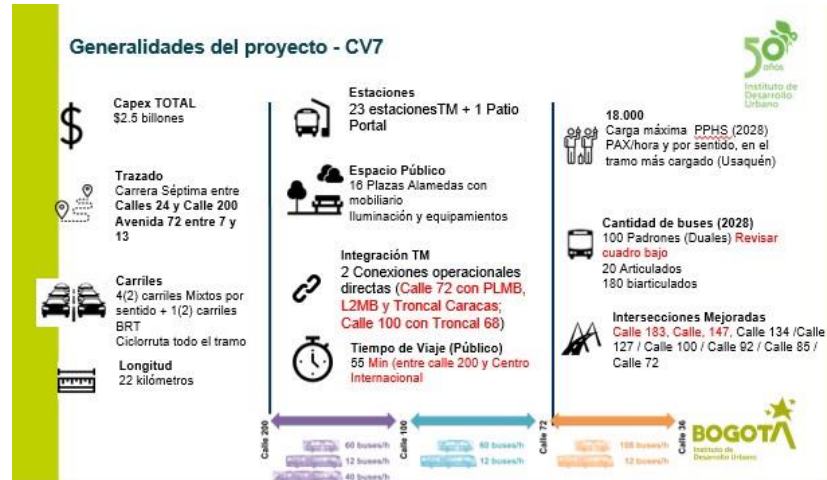 Generalidades del proyecto - CV7
50
años
Instituto de
Desarrollo
Urbano
Capex TOTAL
$2.5 billones
Trazado
Carrera Séptima entre
Calles 24 y Calle 200
Avenida 72 entre 7 y
13
Carriles
4(2) carriles Mixtos por
sentido + 1(2) carriles
BRT
Ciclorruta todo el tramo
Longitud
22 kilómetros
Estaciones
23 estacionesTM + 1 Patio
Portal
Espacio Público
16 Plazas Alamedas con
mobiliario
Iluminación y equipamientos
Integración TM
2 Conexiones operacionales
directas (Calle 72 con PLMB,
L2MB y Troncal Caracas;
Calle 100 con Troncal 68)
Tiempo de Viaje (Público)
55 Min (entre calle 200 y Centro
Internacional
18.000
Carga máxima PPHS (2028)
PAX/hora y por sentido, en el
tramo más cargado (Usaquén)
Cantidad de buses (2028)
100 Padrones (Duales) Revisar
cuadro bajo
20 Articulados
180 biarticulados
Intersecciones Mejoradas
Calle 183, Calle, 147, Calle 134 /Calle
127 / Calle 100 / Calle 92 / Calle 85 /
Calle 72
Calle 200
60 buses/h
12 buses/h
40 buses/h
Calle 100
60 buses/h
12 buses/h
Calle 72
buses/h
12 buses/h
Calle 36
BOGOTÁ
Instituto de
Desarrollo Urbano